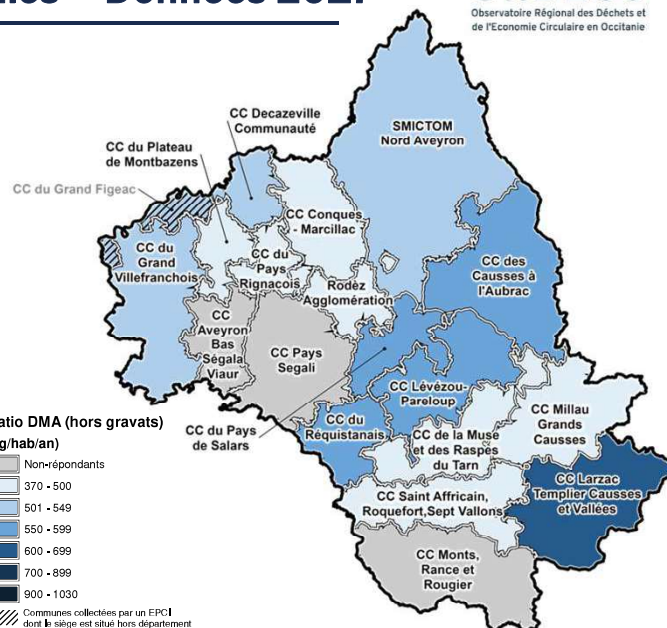 Observatoire Régional des Déchets et
de l'Economie Circulaire en Occitanie
CC Decazeville
Communauté
SMICTOM
Nord Aveyron
CC du Plateau
de Montbazens
CC du Grand Figeac
CC Conques
- Marcillac
CC du
Grand
Villefranchois
CC du
Pays
Rignacois
CC des
Causses à
l'Aubrac
Rodez
Agglomération
CC
Aveyron
Bas
Ségala
Viaur
CC Pays
Segali
CC Lévézou-
Pareloup
CC du Pays
de Salars
CC du
Réquistanais
CC de la Muse
et des Raspes
du Tarn
CC Millau
Grands
Causses
CC Larzac
Templier Causses
et Vallées
CC Saint Affricain,
Roquefort,Sept Vallons
CC Monts,
Rance et
Rougier
atio DMA (hors gravats)
g/hab/an)
Non-répondants
370 - 500
501 - 549
550 - 599
600 - 699
700 - 899
900 - 1030
Communes collectées par un EPCI
dont le siège est situé hors département